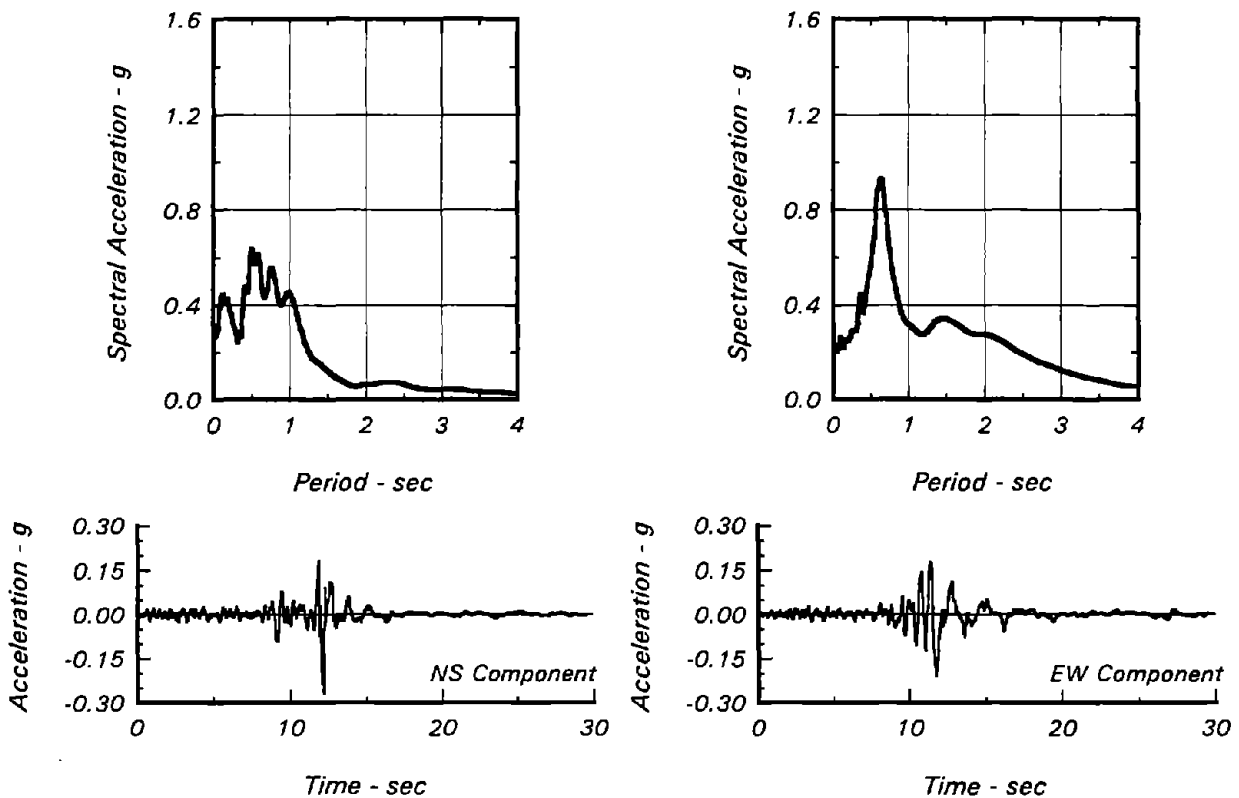 Spectral Acceleration - g
1.6
1.2
0.8
0.4
0.0
0 1 2 3 4
Period - sec
Spectral Acceleration - g
1.6
1.2
0.8
0.4
0.0
0 1 2 3 4
Period - sec
Acceleration - g
0.30
0.15
0.00
-0.15
-0.30
NS Component
0 10 20 30
Time - sec
Acceleration - g
0.30
0.15
0.00
-0.15
-0.30
EW Component
0 10 20 30
Time - sec